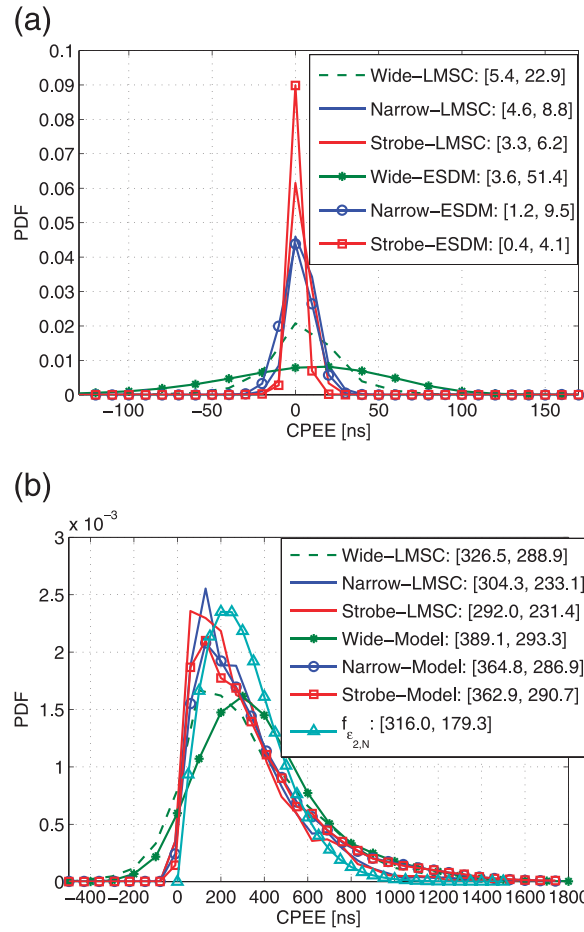 (a)
0.1
0.09
0.08
0.07
0.06
0.05
0.04
0.03
0.02
0.01
0
PDF
Wide−LMSC: [5.4, 22.9]
Narrow−LMSC: [4.6, 8.8]
Strobe−LMSC: [3.3, 6.2]
Wide−ESDM: [3.6, 51.4]
Narrow−ESDM: [1.2, 9.5]
Strobe−ESDM: [0.4, 4.1]
−100 −50 0 50 100 150
CPEE [ns]
(b)
x 10⁻³
3
2.5
2
1.5
1
0.5
0
PDF
Wide−LMSC: [326.5, 288.9]
Narrow−LMSC: [304.3, 233.1]
Strobe−LMSC: [292.0, 231.4]
Wide−Model: [389.1, 293.3]
Narrow−Model: [364.8, 286.9]
Strobe−Model: [362.9, 290.7]
f_{ε_{2,N}}: [316.0, 179.3]
−400 −200 0 200 400 600 800 1000 1200 1400 1600 1800
CPEE [ns]